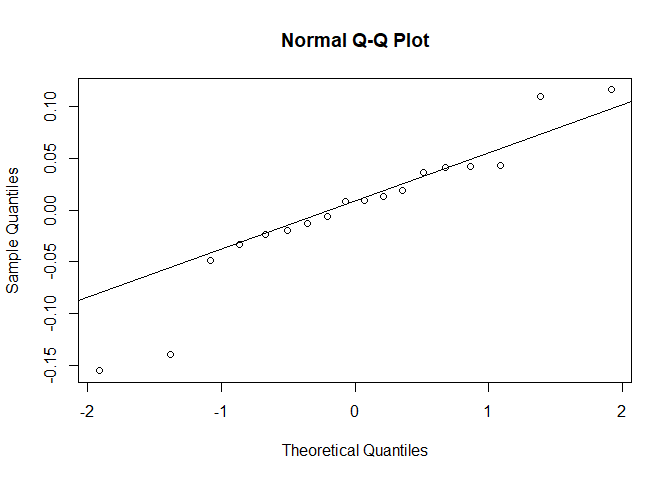 Normal Q-Q Plot
Sample Quantiles
0.10
0.05
0.00
-0.05
-0.10
-0.15
-2 -1 0 1 2
Theoretical Quantiles